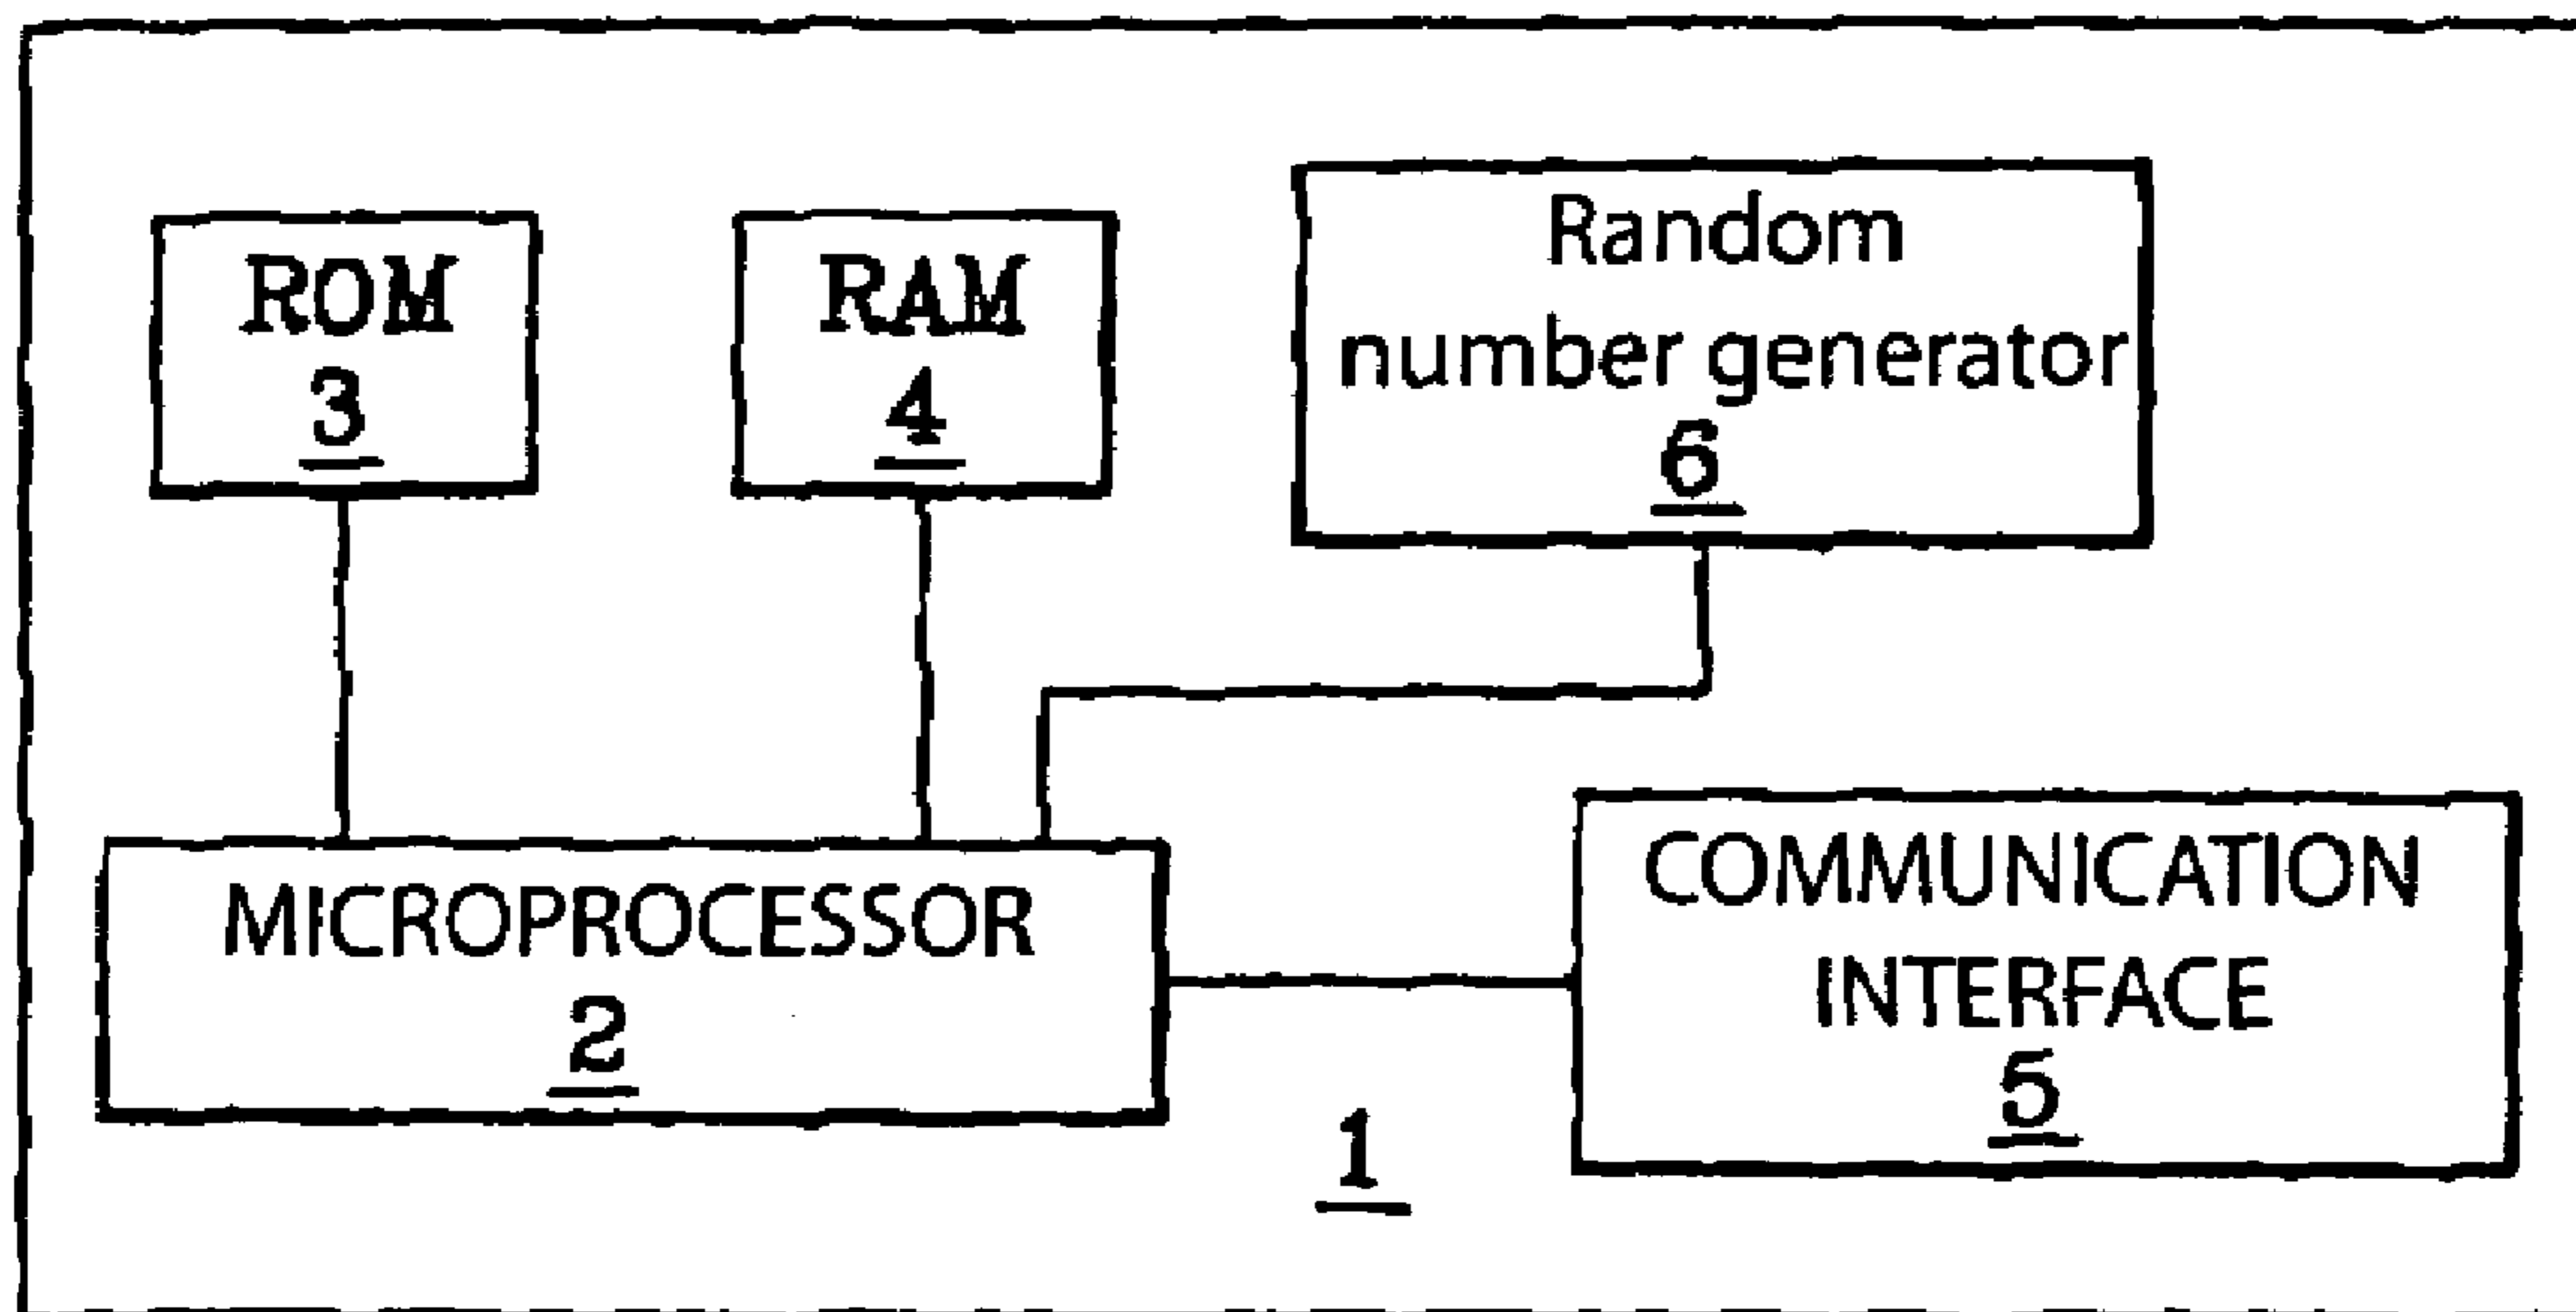 ROM
3
RAM
4
Random
number generator
6
MICROPROCESSOR
2
COMMUNICATION
INTERFACE
5
1